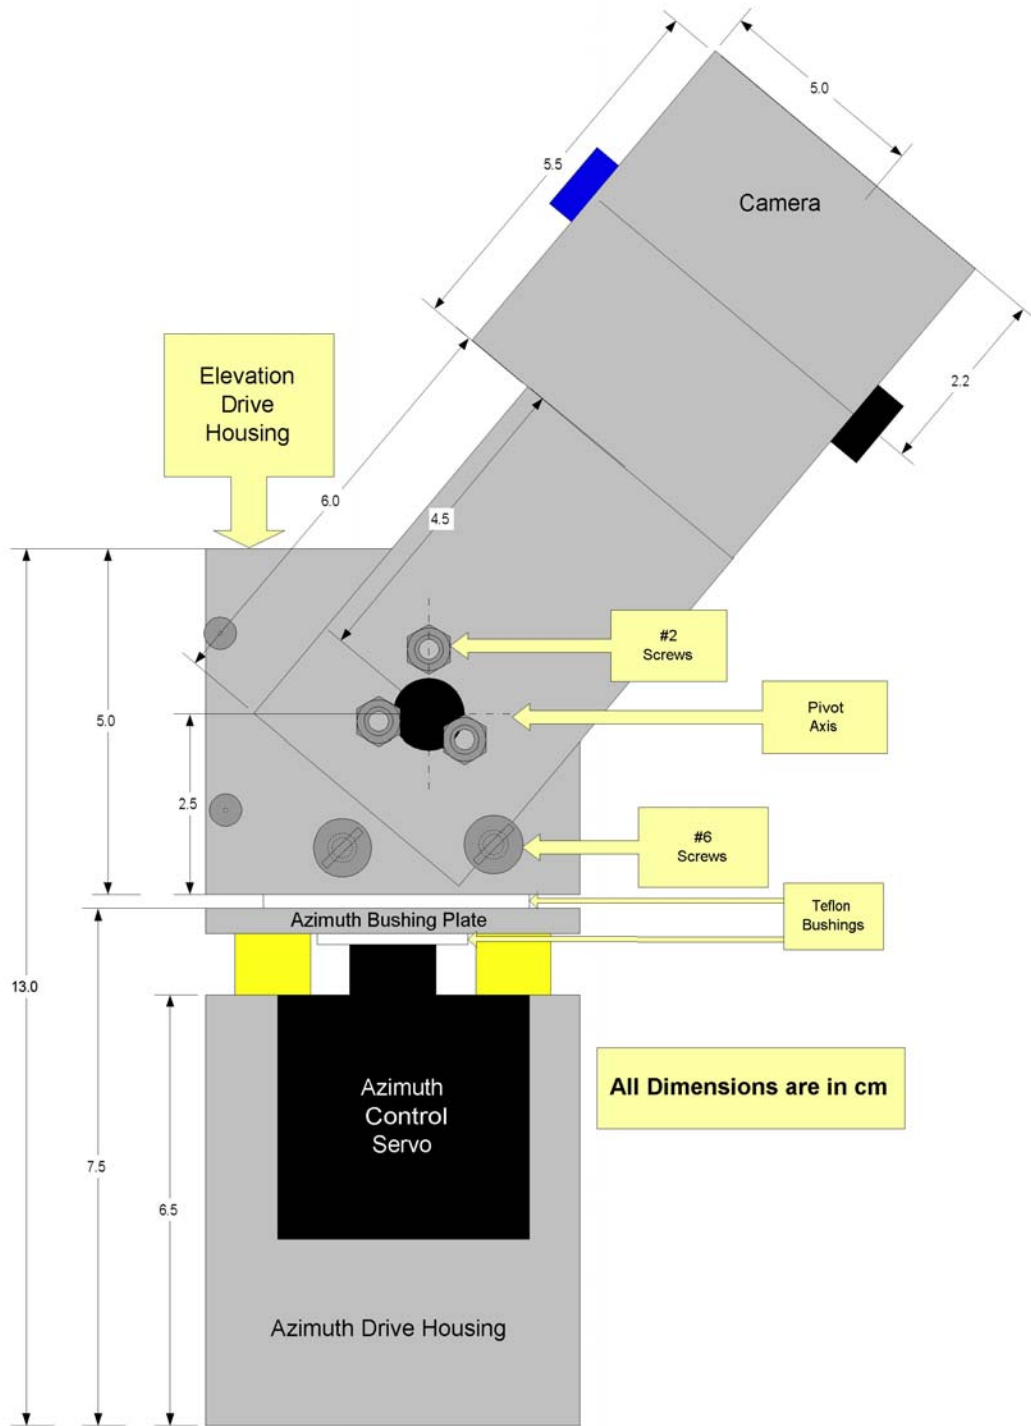 5.0
5.5
Camera
2.2
Elevation
Drive
Housing
6.0
4.5
#2
Screws
Pivot
Axis
5.0
2.5
#6
Screws
Teflon
Bushings
Azimuth Bushing Plate
13.0
All Dimensions are in cm
Azimuth
Control
Servo
7.5
6.5
Azimuth Drive Housing